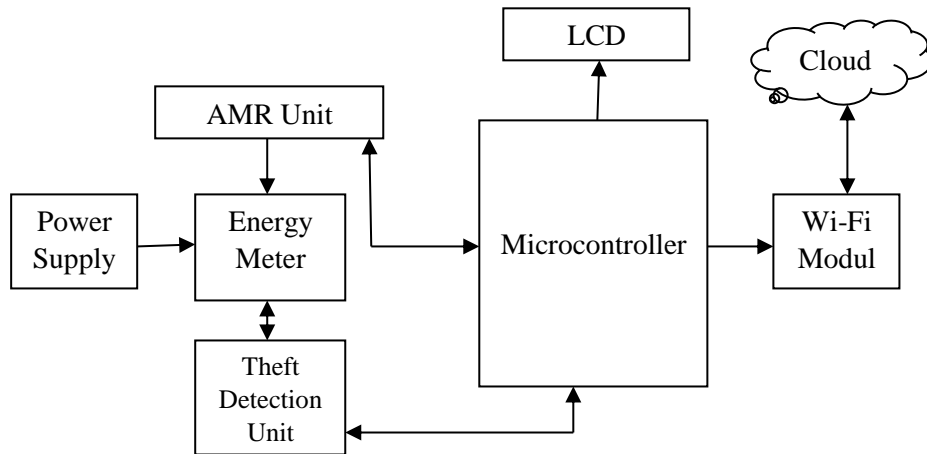 LCD
Cloud
AMR Unit
Power
Supply
Energy
Meter
Microcontroller
Wi-Fi
Modul
Theft
Detection
Unit